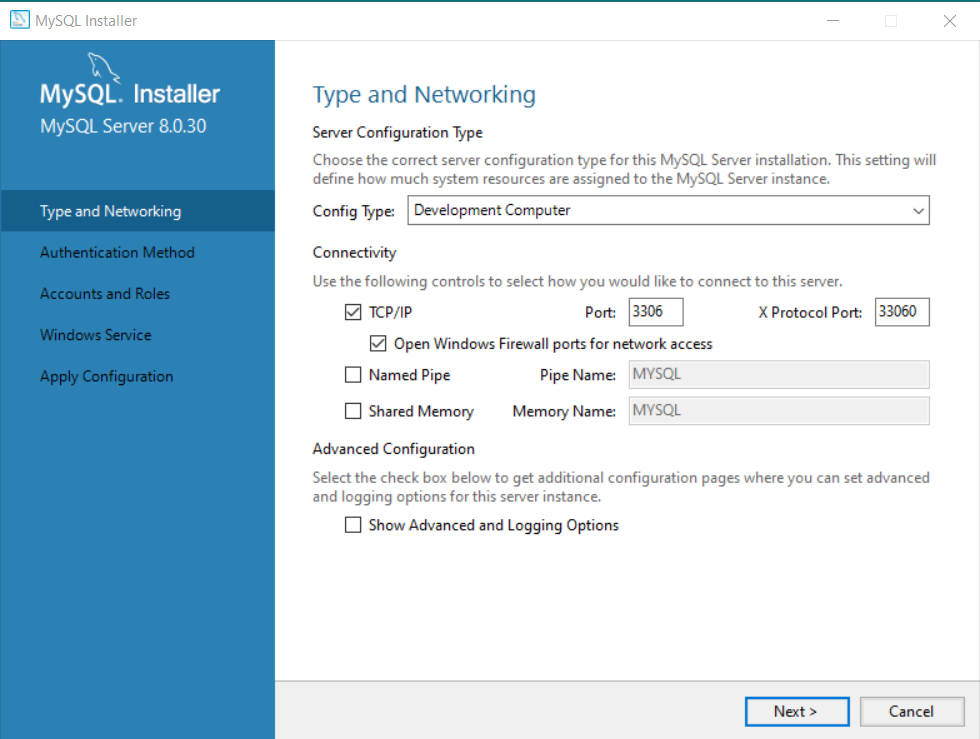 MySQL Installer
MySQL. Installer
MySQL Server 8.0.30
Type and Networking
Authentication Method
Accounts and Roles
Windows Service
Apply Configuration
Type and Networking
Server Configuration Type
Choose the correct server configuration type for this MySQL Server installation. This setting will
define how much system resources are assigned to the MySQL Server instance.
Config Type: Development Computer
Connectivity
Use the following controls to select how you would like to connect to this server.
TCP/IP Port: 3306 X Protocol Port: 33060
Open Windows Firewall ports for network access
Named Pipe Pipe Name: MYSQL
Shared Memory Memory Name: MYSQL
Advanced Configuration
Select the check box below to get additional configuration pages where you can set advanced
and logging options for this server instance.
Show Advanced and Logging Options
Next > Cancel